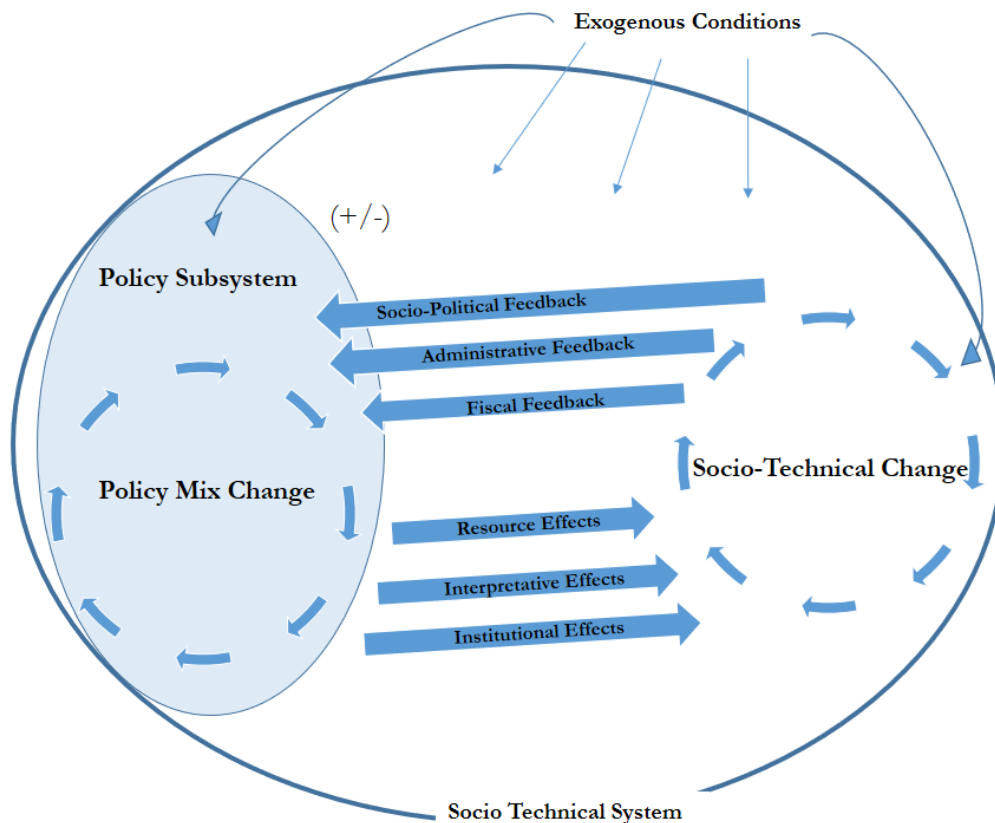 Exogenous Conditions
(+/-)
Policy Subsystem
Socio-Political Feedback
Administrative Feedback
Fiscal Feedback
Socio-Technical Change
Policy Mix Change
Resource Effects
Interpretative Effects
Institutional Effects
Socio Technical System